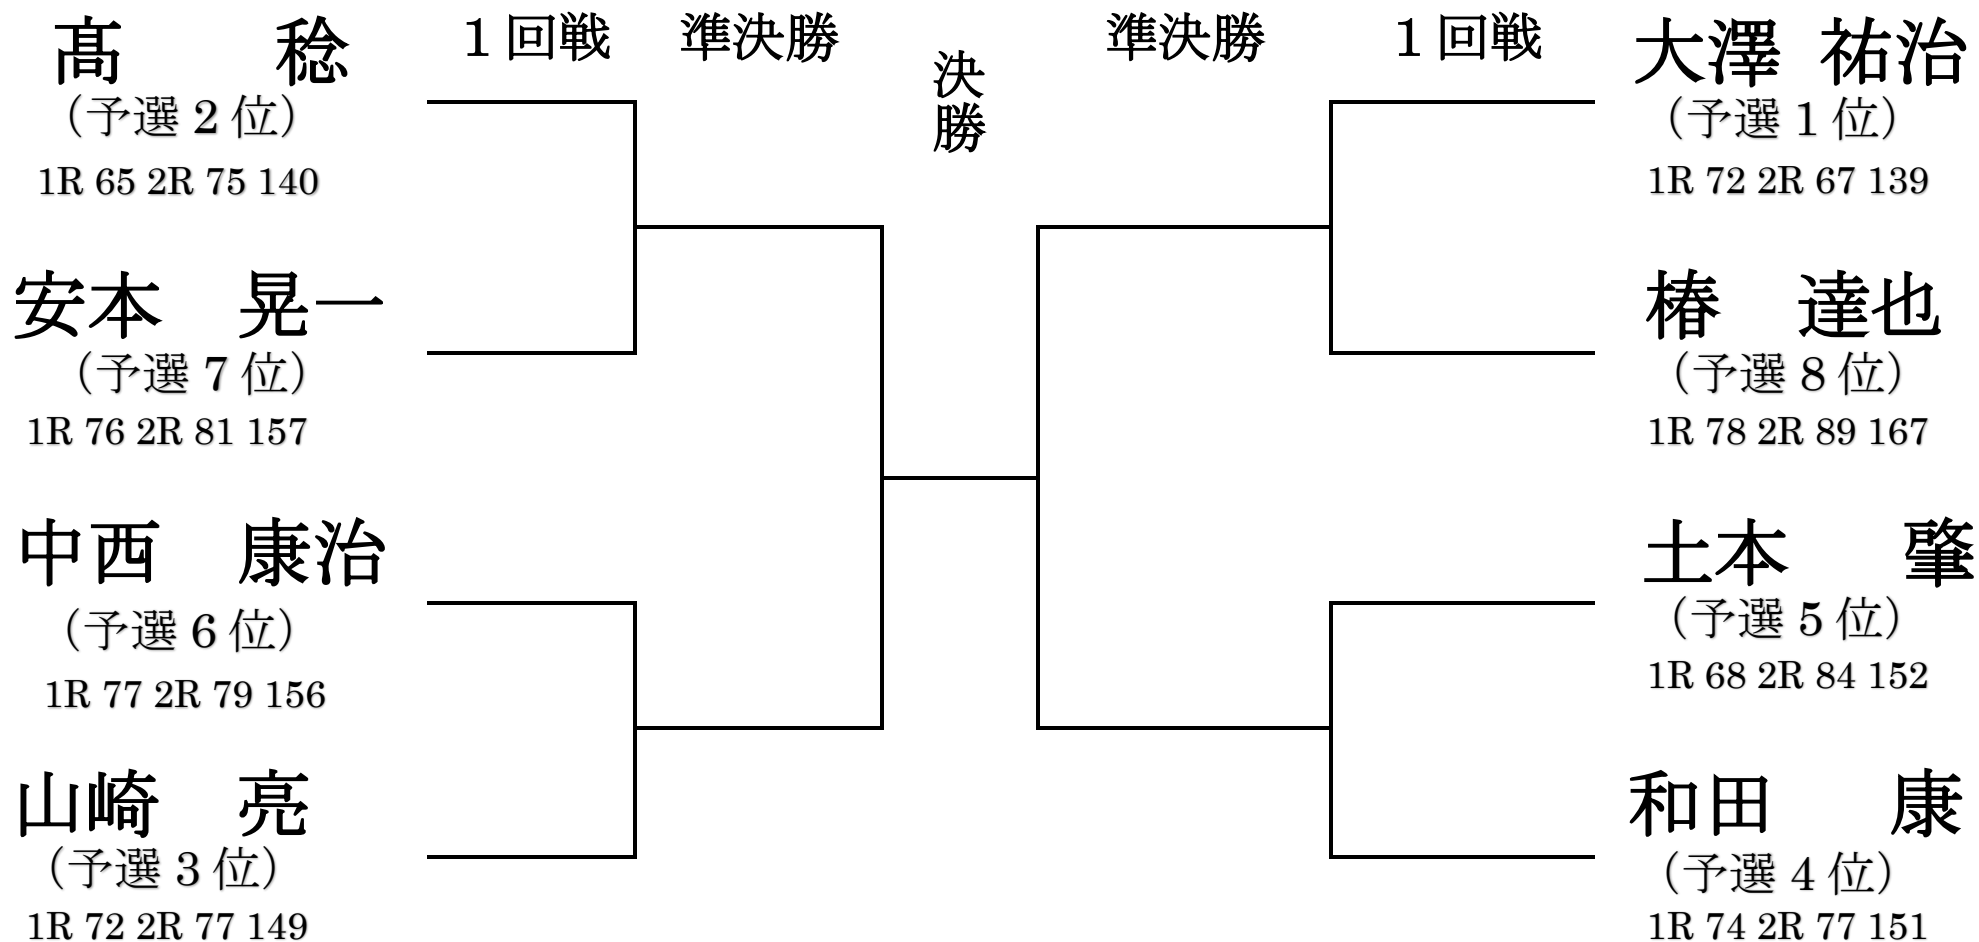 髙　稔
（予選２位）
1R 65 2R 75 140
安本　晃一
（予選７位）
1R 76 2R 81 157
中西　康治
（予選６位）
1R 77 2R 79 156
山崎　亮
（予選３位）
1R 72 2R 77 149
１回戦
準決勝
決勝
準決勝
１回戦
大澤 祐治
（予選１位）
1R 72 2R 67 139
椿　達也
（予選８位）
1R 78 2R 89 167
土本　肇
（予選５位）
1R 68 2R 84 152
和田　康
（予選４位）
1R 74 2R 77 151